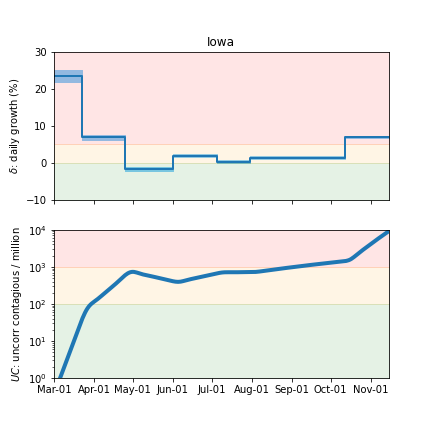 Iowa
δ: daily growth (%)
30
20
10
0
−10
UC: uncorr contagious / million
10⁴
10³
10²
10¹
10⁰
Mar-01 Apr-01 May-01 Jun-01 Jul-01 Aug-01 Sep-01 Oct-01 Nov-01